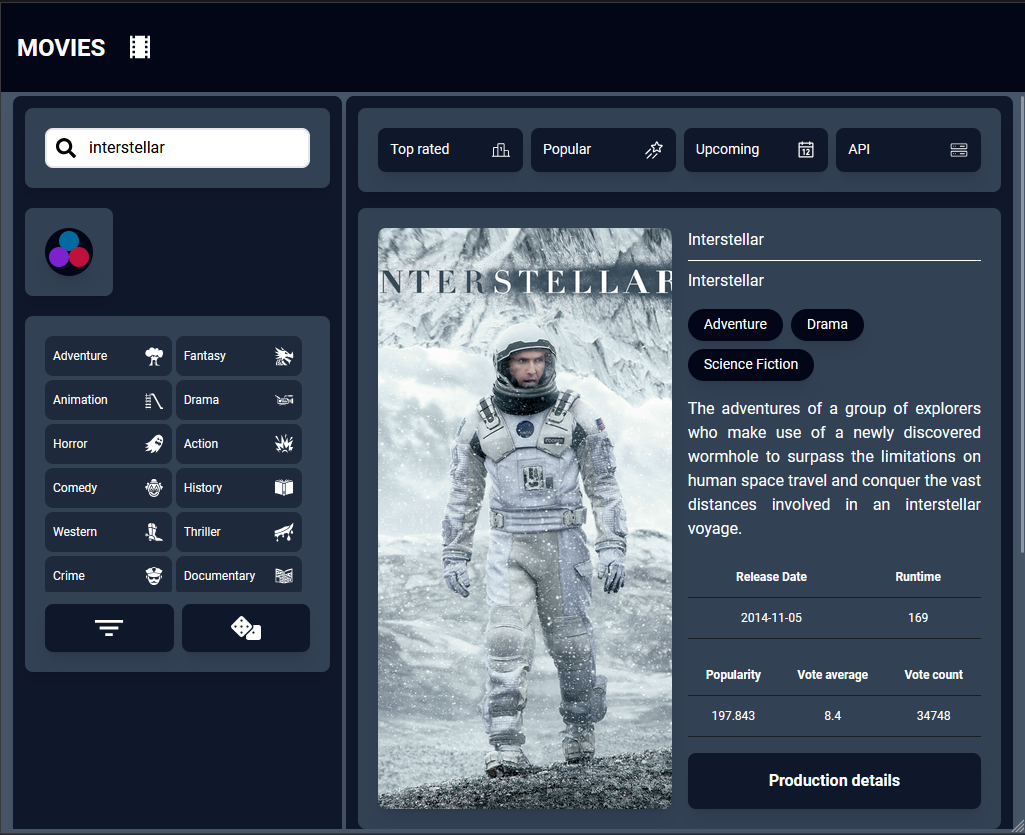 MOVIES
interstellar
Top rated
Popular
Upcoming
12
API
Adventure
Fantasy
Animation
Drama
Horror
Action
Comedy
History
Western
Thriller
Crime
Documentary
NTERSTELLAR
Interstellar
Interstellar
Adventure
Drama
Science Fiction
The adventures of a group of explorers
who make use of a newly discovered
wormhole to surpass the limitations on
human space travel and conquer the vast
distances involved in an interstellar
voyage.
Release Date
Runtime
2014-11-05
169
Popularity
Vote average
Vote count
197.843
8.4
34748
Production details